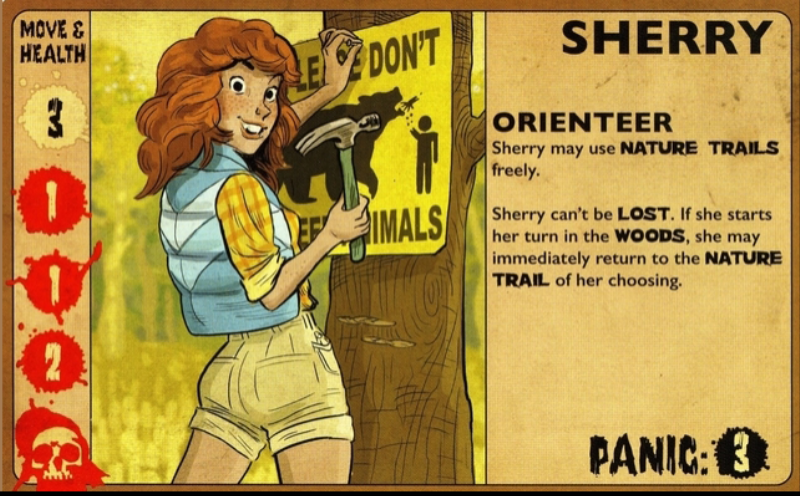 MOVE &
HEALTH
3
1
1
2
DON'T
IMALS
SHERRY
ORIENTEER
Sherry may use NATURE TRAILS
freely.
Sherry can't be LOST. If she starts
her turn in the WOODS, she may
immediately return to the NATURE
TRAIL of her choosing.
PANIC: 3